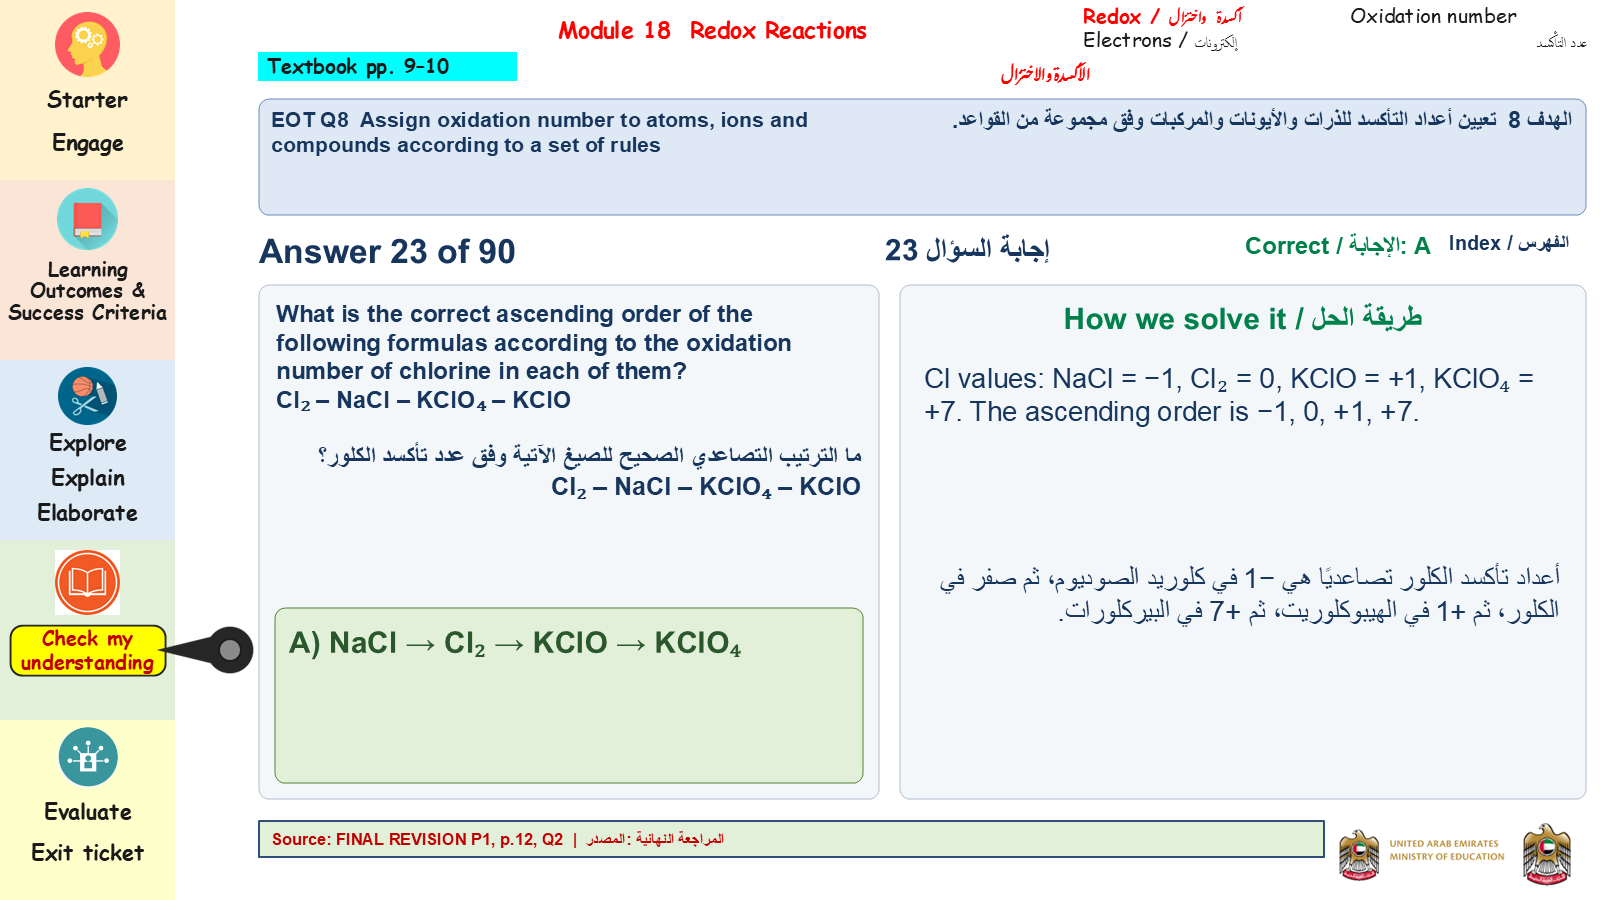 Starter
Engage
Learning
Outcomes &
Success Criteria
Explore
Explain
Elaborate
Check my
understanding
Evaluate
Exit ticket
Module 18  Redox Reactions
Redox / أكسدة واختزال
Electrons / إلكترونات
Oxidation number
عدد التأكسد
Textbook pp. 9–10
الأكسدة والاختزال
EOT Q8  Assign oxidation number to atoms, ions and
compounds according to a set of rules
الهدف 8  تعيين أعداد التأكسد للذرات والأيونات والمركبات وفق مجموعة من القواعد.
Answer 23 of 90
إجابة السؤال 23
Correct / الإجابة: A
Index / الفهرس
What is the correct ascending order of the
following formulas according to the oxidation
number of chlorine in each of them?
Cl₂ – NaCl – KClO₄ – KClO
ما الترتيب التصاعدي الصحيح للصيغ الآتية وفق عدد تأكسد الكلور؟
Cl₂ – NaCl – KClO₄ – KClO
A) NaCl → Cl₂ → KClO → KClO₄
How we solve it / طريقة الحل
Cl values: NaCl = −1, Cl₂ = 0, KClO = +1, KClO₄ =
+7. The ascending order is −1, 0, +1, +7.
أعداد تأكسد الكلور تصاعديًا هي −1 في كلوريد الصوديوم، ثم صفر في
الكلور، ثم +1 في الهيبوكلوريت، ثم +7 في البيركلورات.
Source: FINAL REVISION P1, p.12, Q2  |  المراجعة النهائية :المصدر
UNITED ARAB EMIRATES
MINISTRY OF EDUCATION